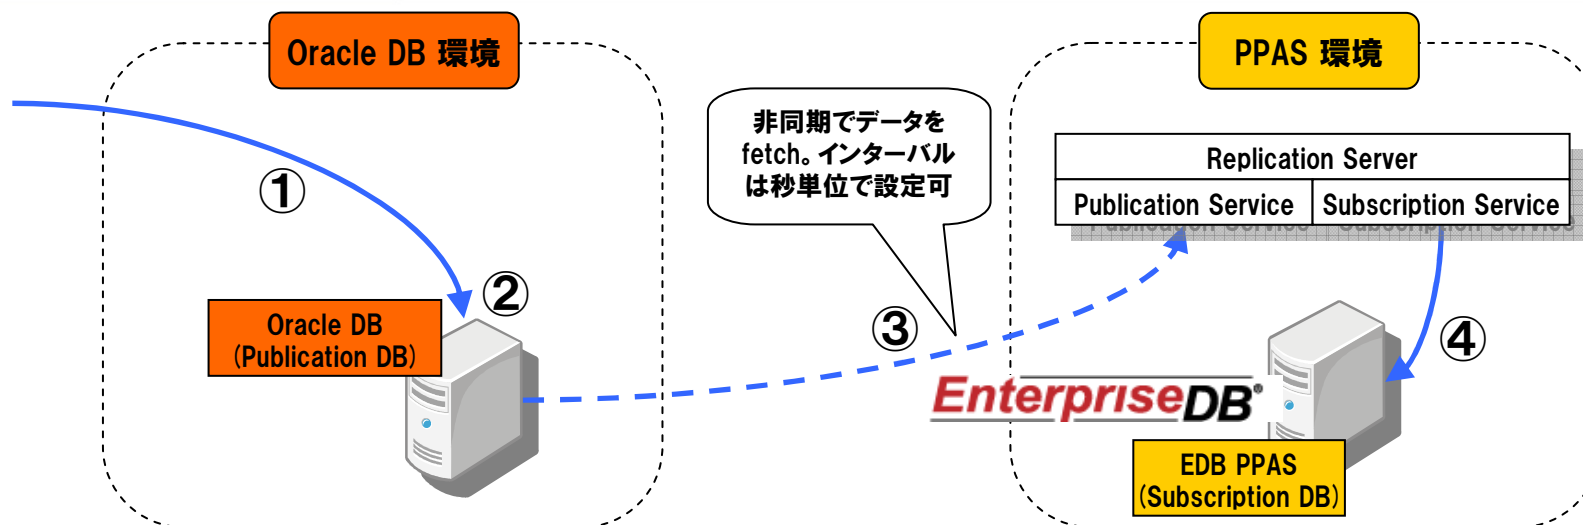 Oracle DB 環境
PPAS 環境
非同期でデータを
fetch。インターバル
は秒単位で設定可
Replication Server
Publication Service
Subscription Service
①
②
Oracle DB
(Publication DB)
③
④
EnterpriseDB®
EDB PPAS
(Subscription DB)